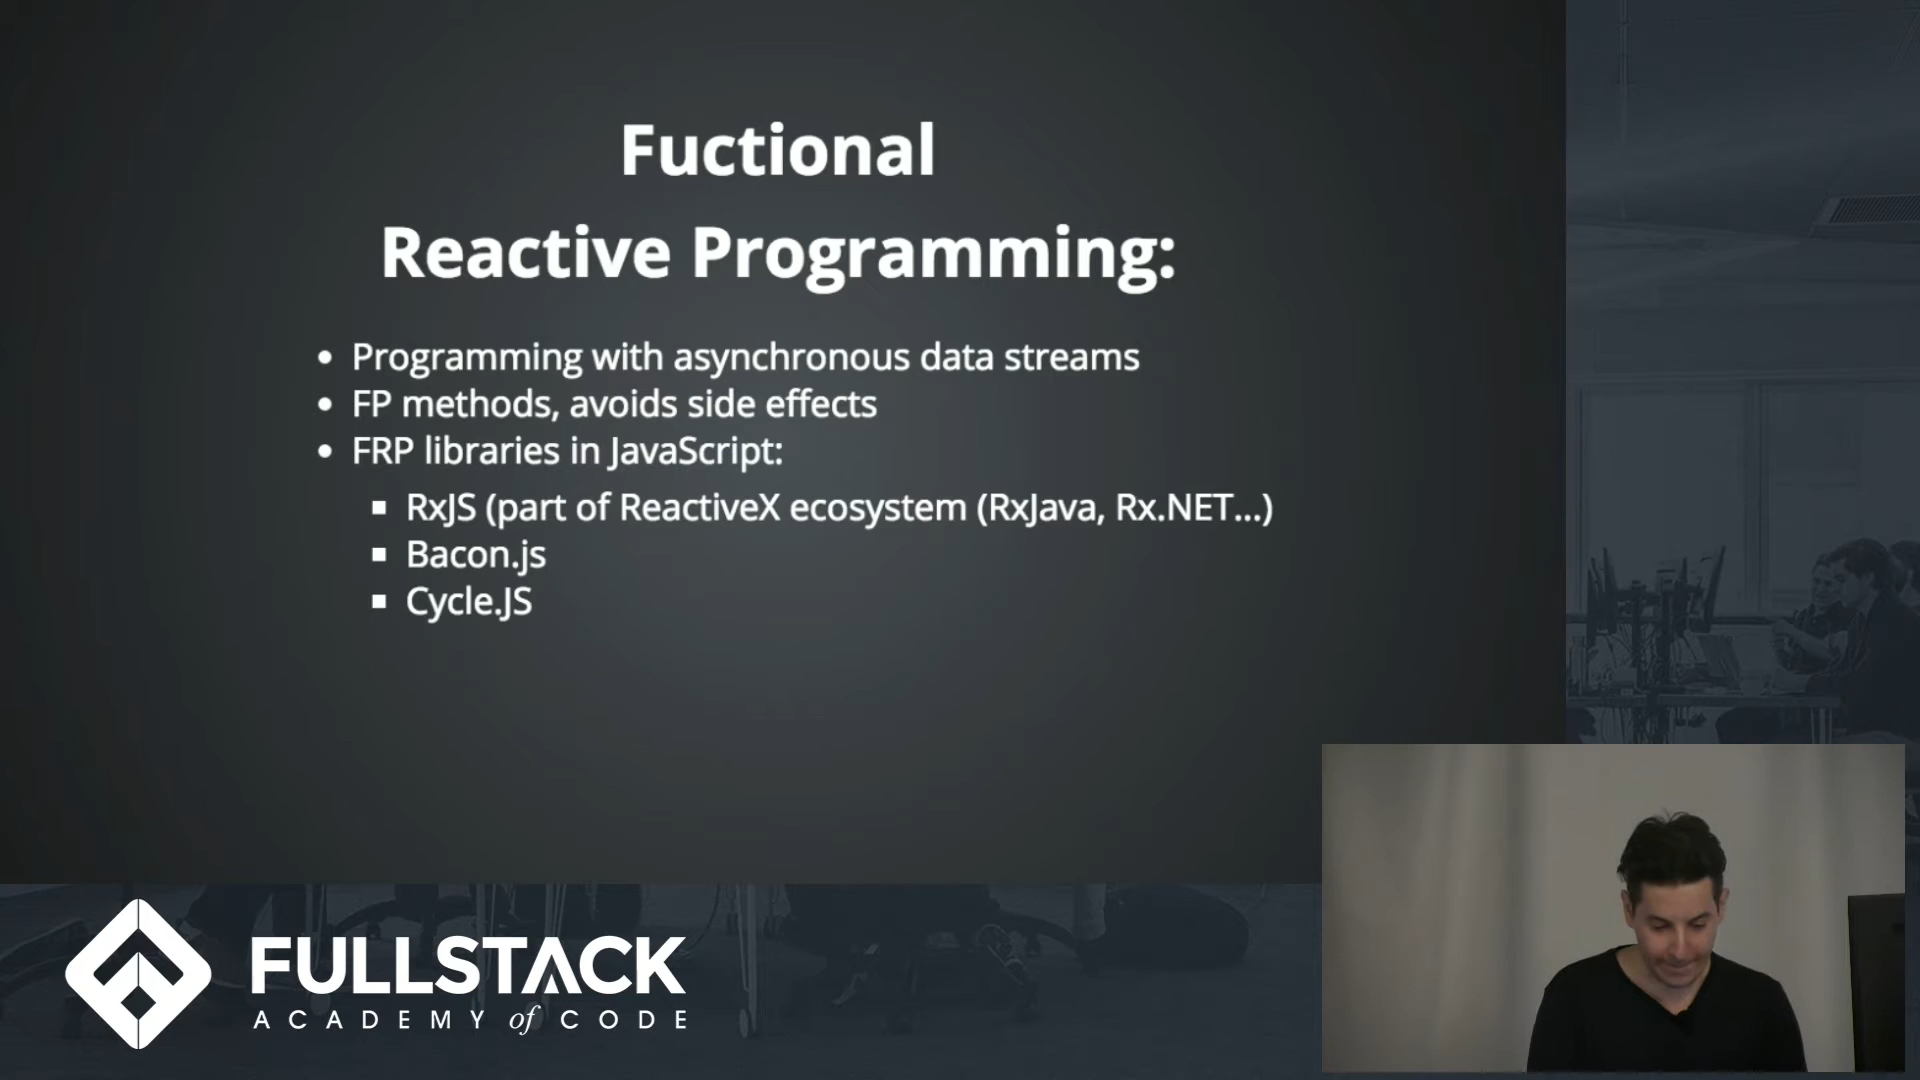 Fuctional
Reactive Programming:
Programming with asynchronous data streams
FP methods, avoids side effects
FRP libraries in JavaScript:
RxJS (part of ReactiveX ecosystem (RxJava, Rx.NET...)
Bacon.js
Cycle.JS
FULLSTACK
ACADEMY of CODE